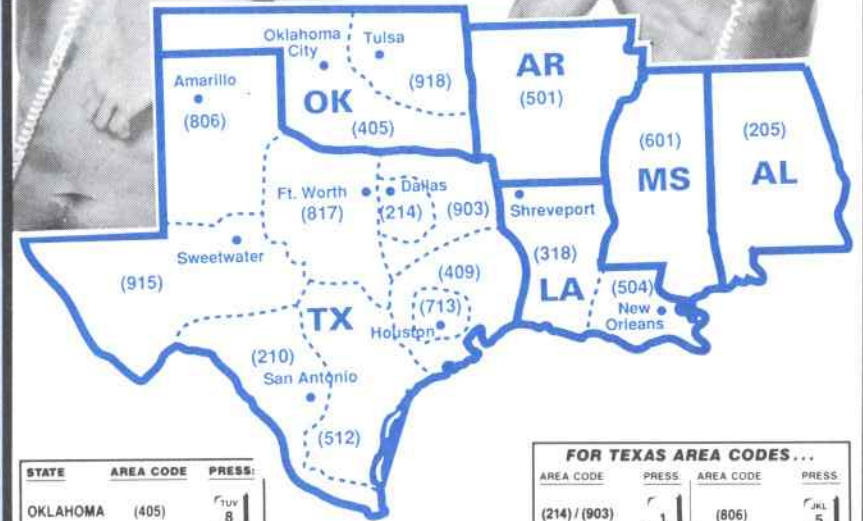 Oklahoma
City
Tulsa
(918)
OK
(405)
Amarillo
(806)
AR
(501)
(601)
MS
(205)
AL
Ft. Worth
(817)
Dallas
(214)
(903)
Shreveport
(318)
LA
(504)
New
Orleans
Sweetwater
(915)
(409)
(713)
Houston
TX
(210)
San Antonio
(512)
STATE AREA CODE PRESS:
OKLAHOMA (405) TUV 8
FOR TEXAS AREA CODES...
AREA CODE PRESS: AREA CODE PRESS:
(214) / (903) 1 (806) JKL 5